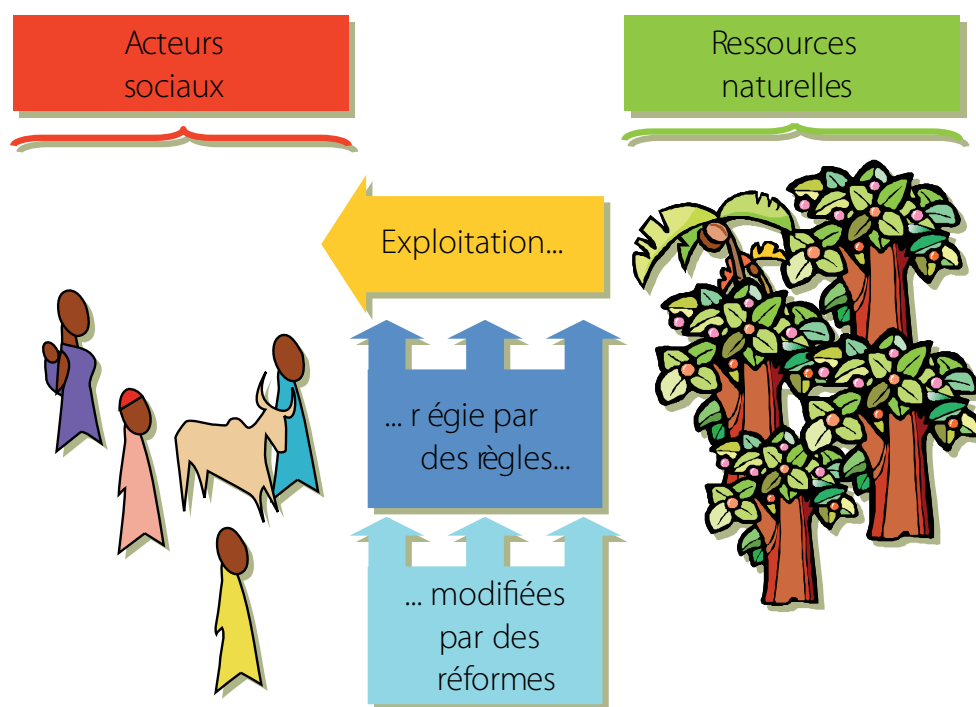 Acteurs
sociaux
Ressources
naturelles
Exploitation...
... r égie par
des règles...
... modifiées
par des
réformes